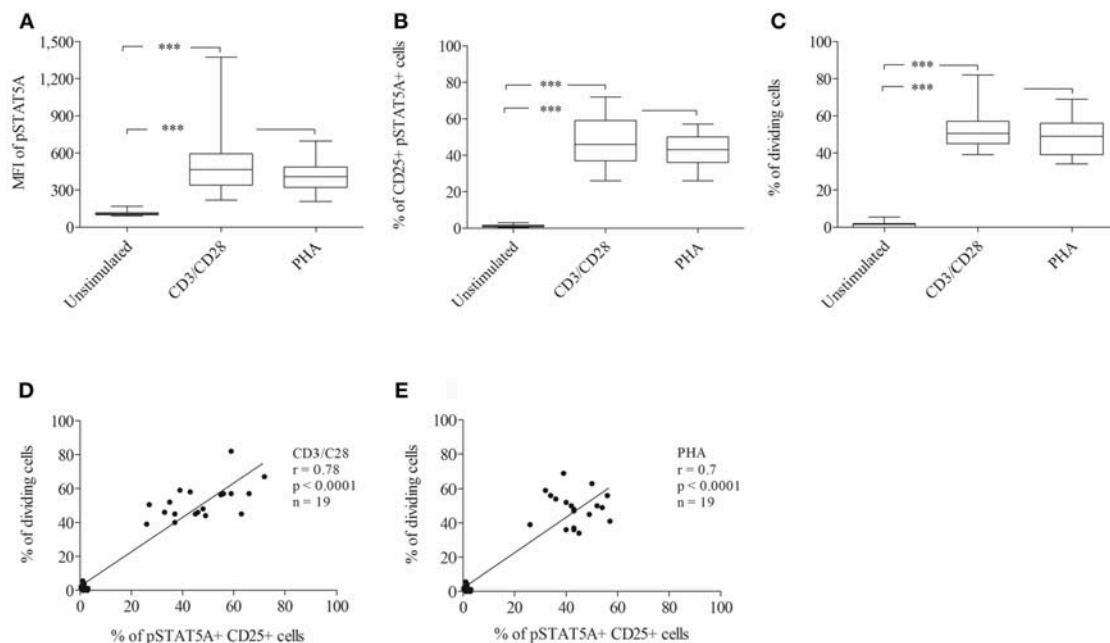 A
MFI of pSTAT5A
1,500
1,200
900
600
300
0
***
***
Unstimulated
CD3/CD28
PHA
B
% of CD25+ pSTAT5A+ cells
100
80
60
40
20
0
***
***
Unstimulated
CD3/CD28
PHA
C
% of dividing cells
100
80
60
40
20
0
***
***
Unstimulated
CD3/CD28
PHA
D
% of dividing cells
100
80
60
40
20
0
CD3/C28
r = 0.78
p < 0.0001
n = 19
0 20 40 60 80 100
% of pSTAT5A+ CD25+ cells
E
% of dividing cells
100
80
60
40
20
0
PHA
r = 0.7
p < 0.0001
n = 19
0 20 40 60 80 100
% of pSTAT5A+ CD25+ cells